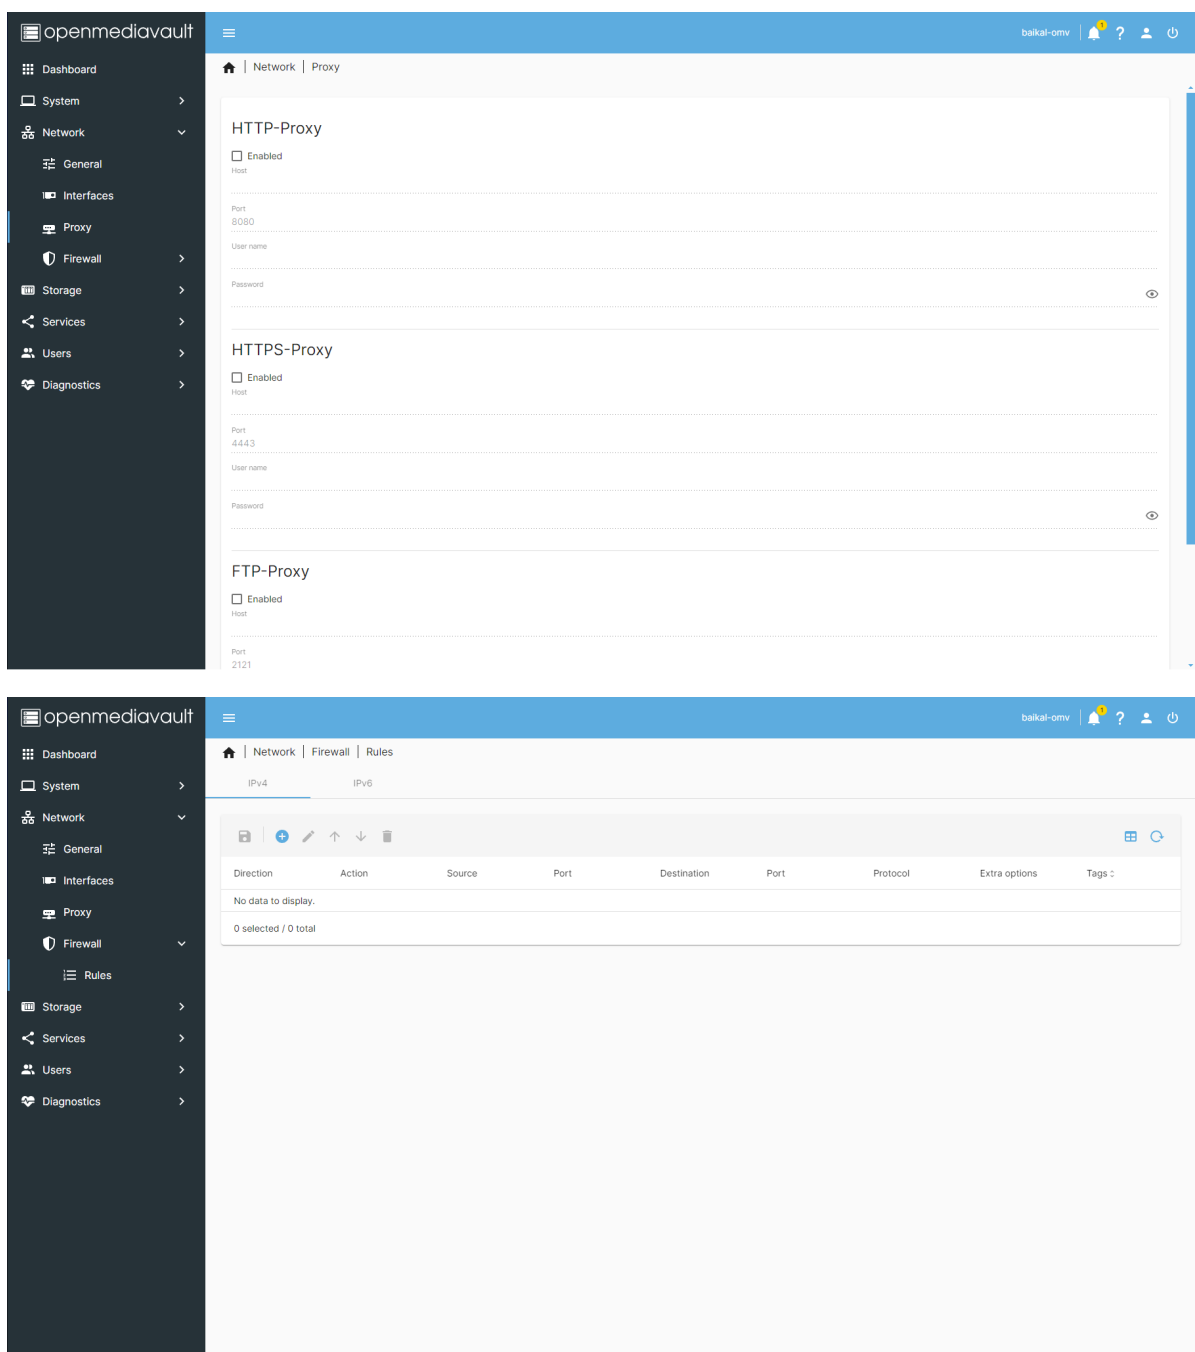 openmediavault
baikal-omv 1 ?
Dashboard
System
Network
General
Interfaces
Proxy
Firewall
Storage
Services
Users
Diagnostics
Network | Proxy
HTTP-Proxy
Enabled
Host
Port
8080
User name
Password
HTTPS-Proxy
Enabled
Host
Port
4443
User name
Password
FTP-Proxy
Enabled
Host
Port
2121
openmediavault
baikal-omv 1 ?
Dashboard
System
Network
General
Interfaces
Proxy
Firewall
Rules
Storage
Services
Users
Diagnostics
Network | Firewall | Rules
IPv4 IPv6
Direction Action Source Port Destination Port Protocol Extra options Tags
No data to display.
0 selected / 0 total